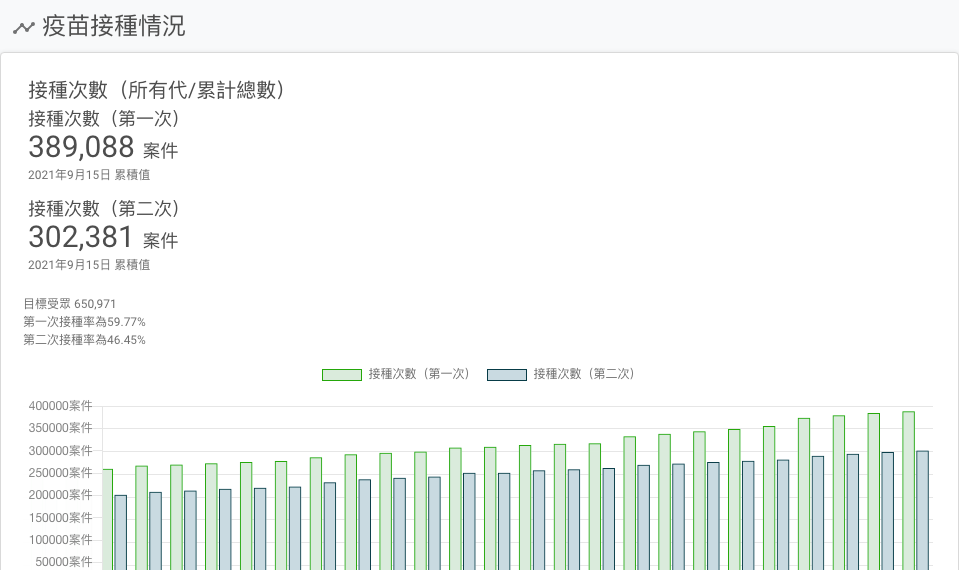 疫苗接種情況
接種次數（所有代/累計總數）
接種次數（第一次）
389,088 案件
2021年9月15日 累積值
接種次數（第二次）
302,381 案件
2021年9月15日 累積值
目標受眾 650,971
第一次接種率為59.77%
第二次接種率為46.45%
接種次數（第一次） 接種次數（第二次）
400000案件
350000案件
300000案件
250000案件
200000案件
150000案件
100000案件
50000案件